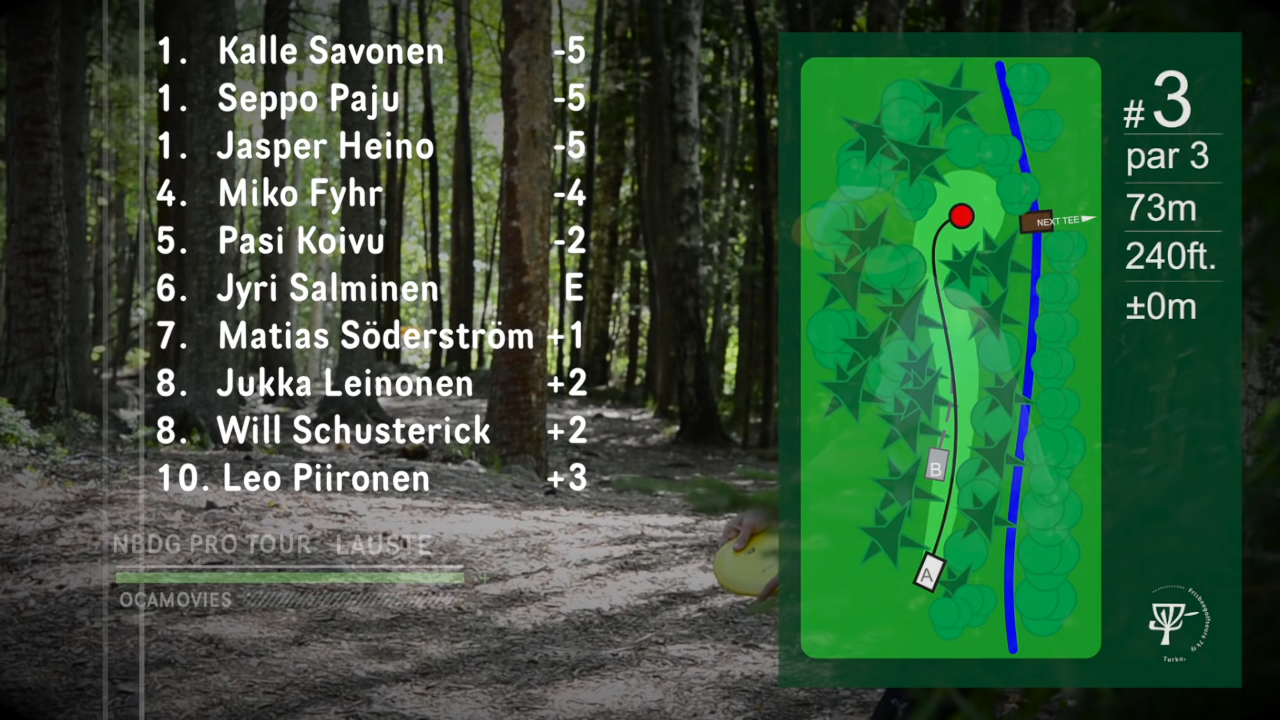 1. Kalle Savonen -5
1. Seppo Paju -5
1. Jasper Heino -5
4. Miko Fyhr -4
5. Pasi Koivu -2
6. Jyri Salminen E
7. Matias Söderström +1
8. Jukka Leinonen +2
8. Will Schusterick +2
10. Leo Piironen +3
NBDG PRO TOUR LAUSTE
OCAMOVIES
#3
par 3
73m
240ft.
±0m
NEXT TEE
B
A
Frisbeegolfseura
Turku